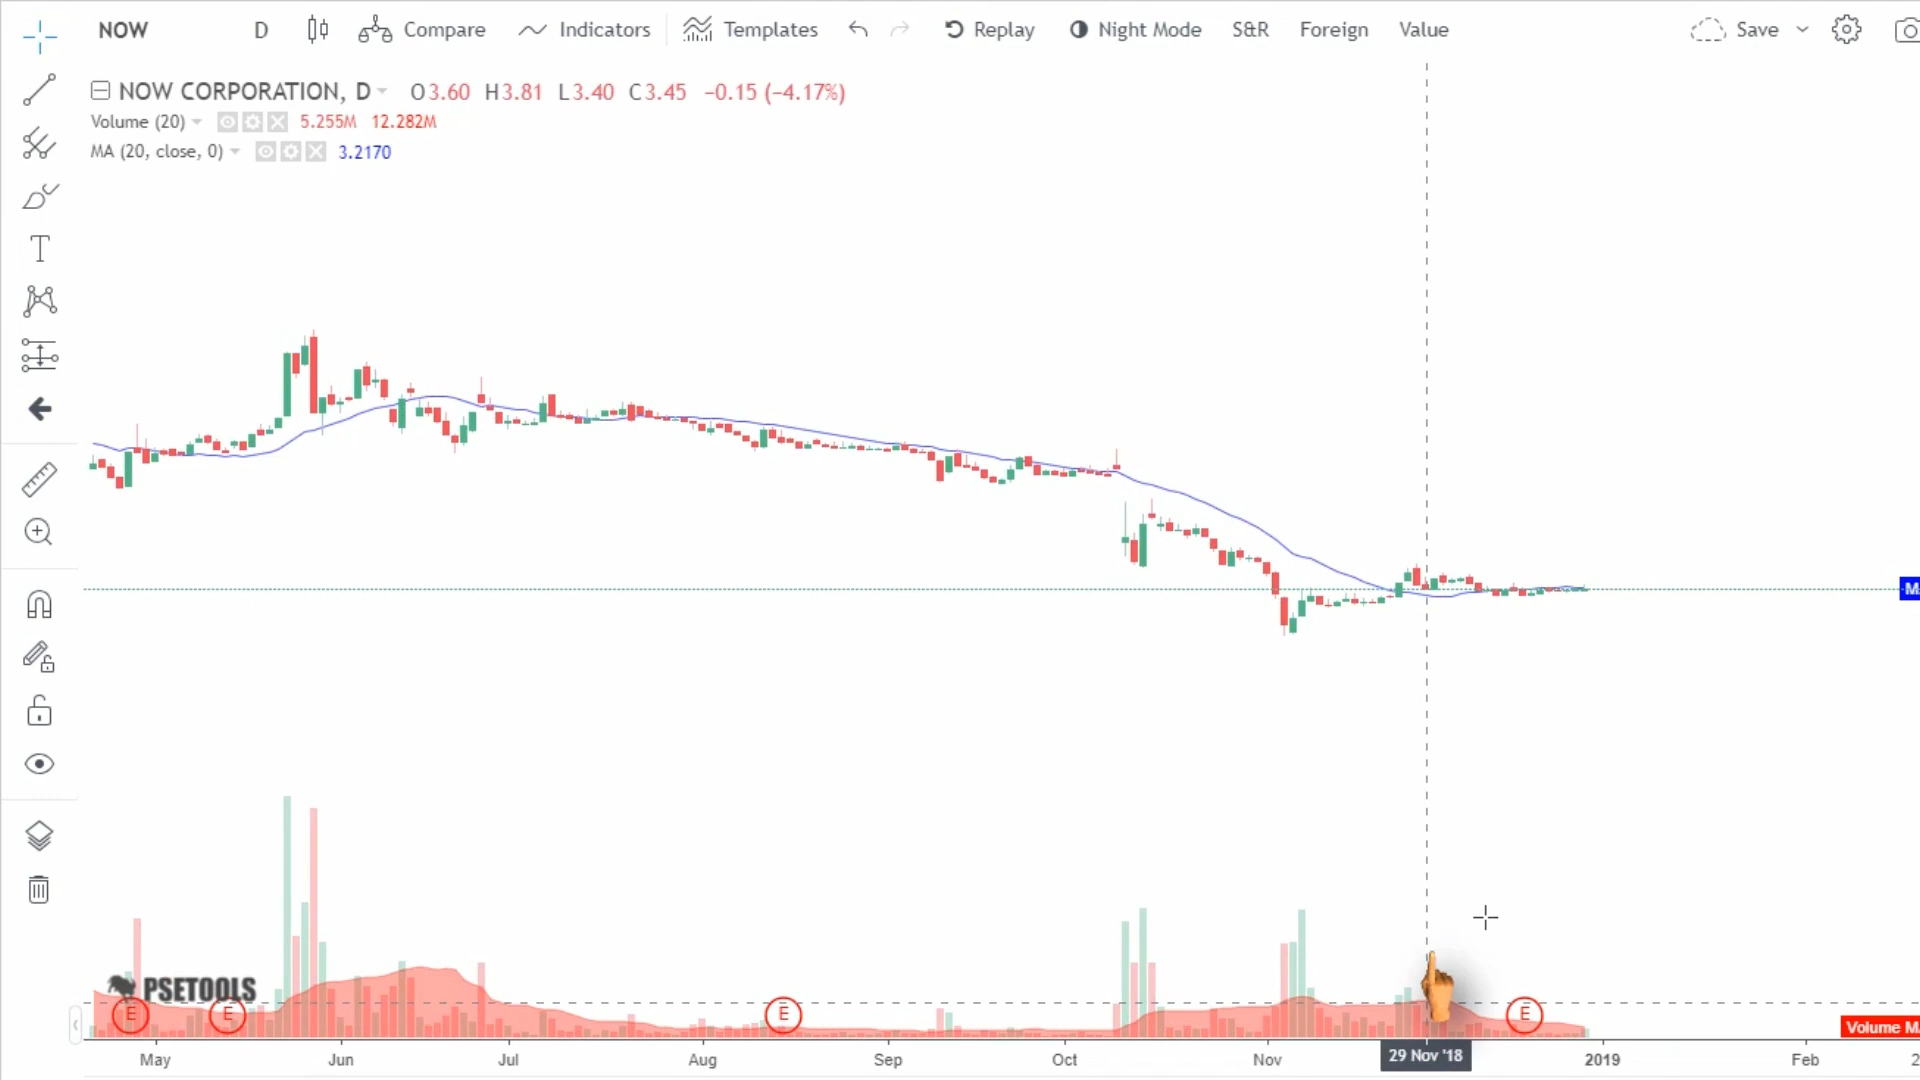 NOW D Compare Indicators Templates Replay Night Mode S&R Foreign Value Save
NOW CORPORATION, D O3.60 H3.81 L3.40 C3.45 −0.15 (−4.17%)
Volume (20) 5.255M 12.282M
MA (20, close, 0) 3.2170
T
M
PSETOOLS
E E E E
Volume M
May Jun Jul Aug Sep Oct Nov 29 Nov '18 2019 Feb 2